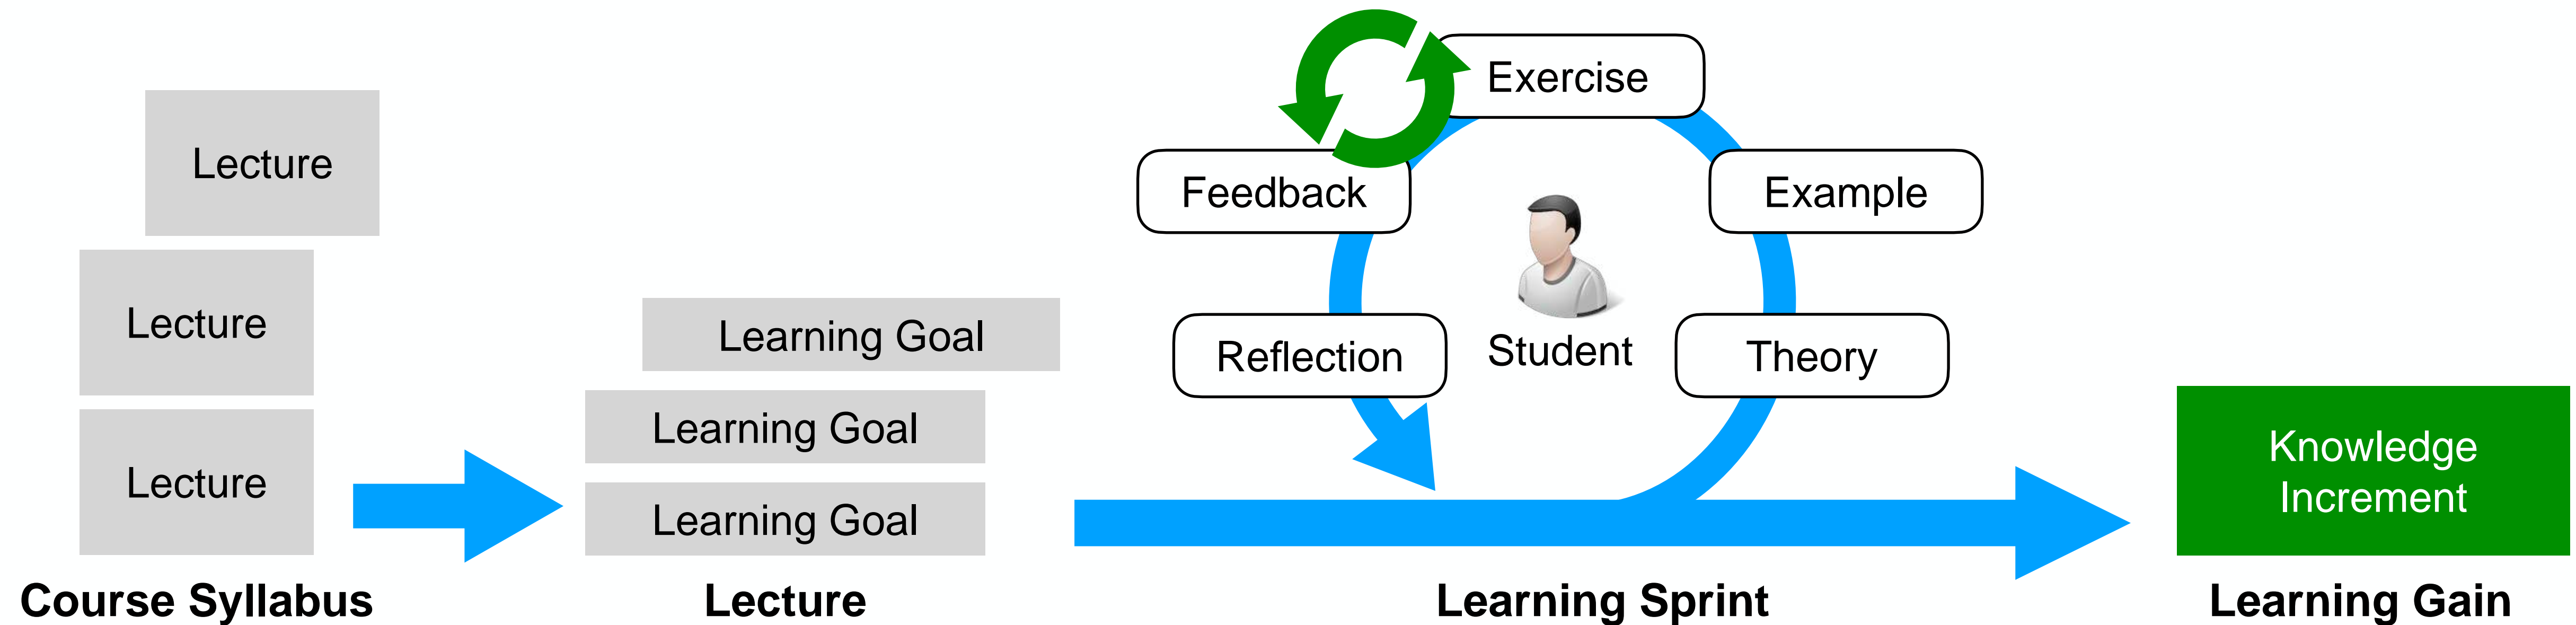 Lecture
Lecture
Lecture
Course Syllabus
Learning Goal
Learning Goal
Learning Goal
Lecture
Exercise
Feedback
Example
Reflection
Student
Theory
Learning Sprint
Knowledge
Increment
Learning Gain